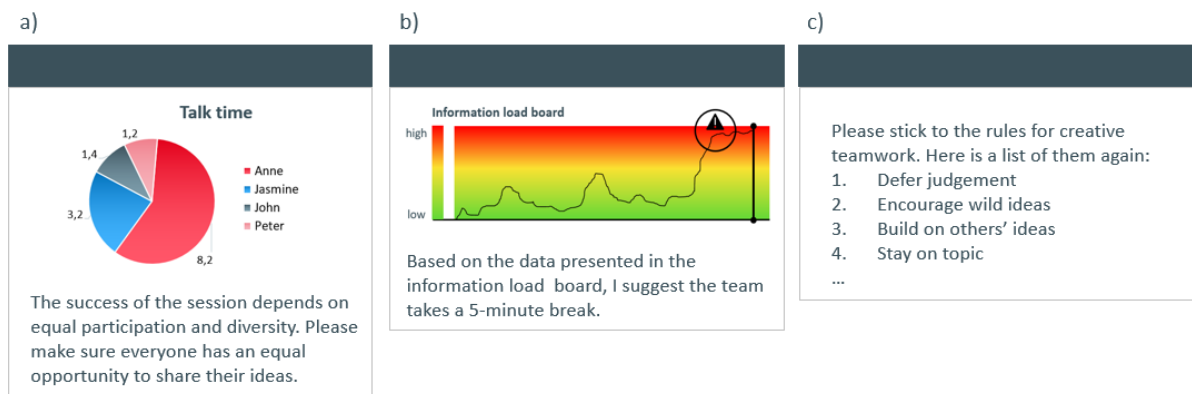 a)
Talk time
1,2
1,4
3,2
8,2
Anne
Jasmine
John
Peter
The success of the session depends on
equal participation and diversity. Please
make sure everyone has an equal
opportunity to share their ideas.
b)
Information load board
high
low
Based on the data presented in the
information load  board, I suggest the team
takes a 5-minute break.
c)
Please stick to the rules for creative
teamwork. Here is a list of them again:
1. Defer judgement
2. Encourage wild ideas
3. Build on others’ ideas
4. Stay on topic
...